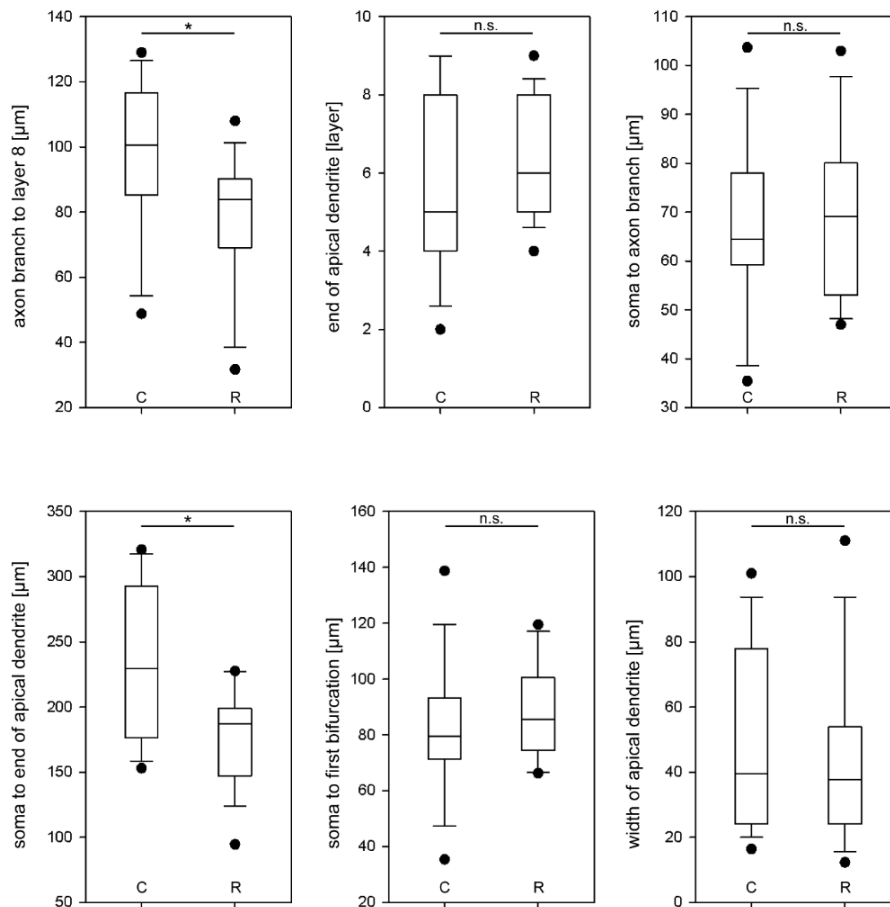 axon branch to layer 8 [µm]
140
120
100
80
60
40
20
*
C
R
end of apical dendrite [layer]
10
8
6
4
2
0
n.s.
C
R
soma to axon branch [µm]
110
100
90
80
70
60
50
40
30
n.s.
C
R
soma to end of apical dendrite [µm]
350
300
250
200
150
100
50
*
C
R
soma to first bifurcation [µm]
160
140
120
100
80
60
40
20
n.s.
C
R
width of apical dendrite [µm]
120
100
80
60
40
20
0
n.s.
C
R